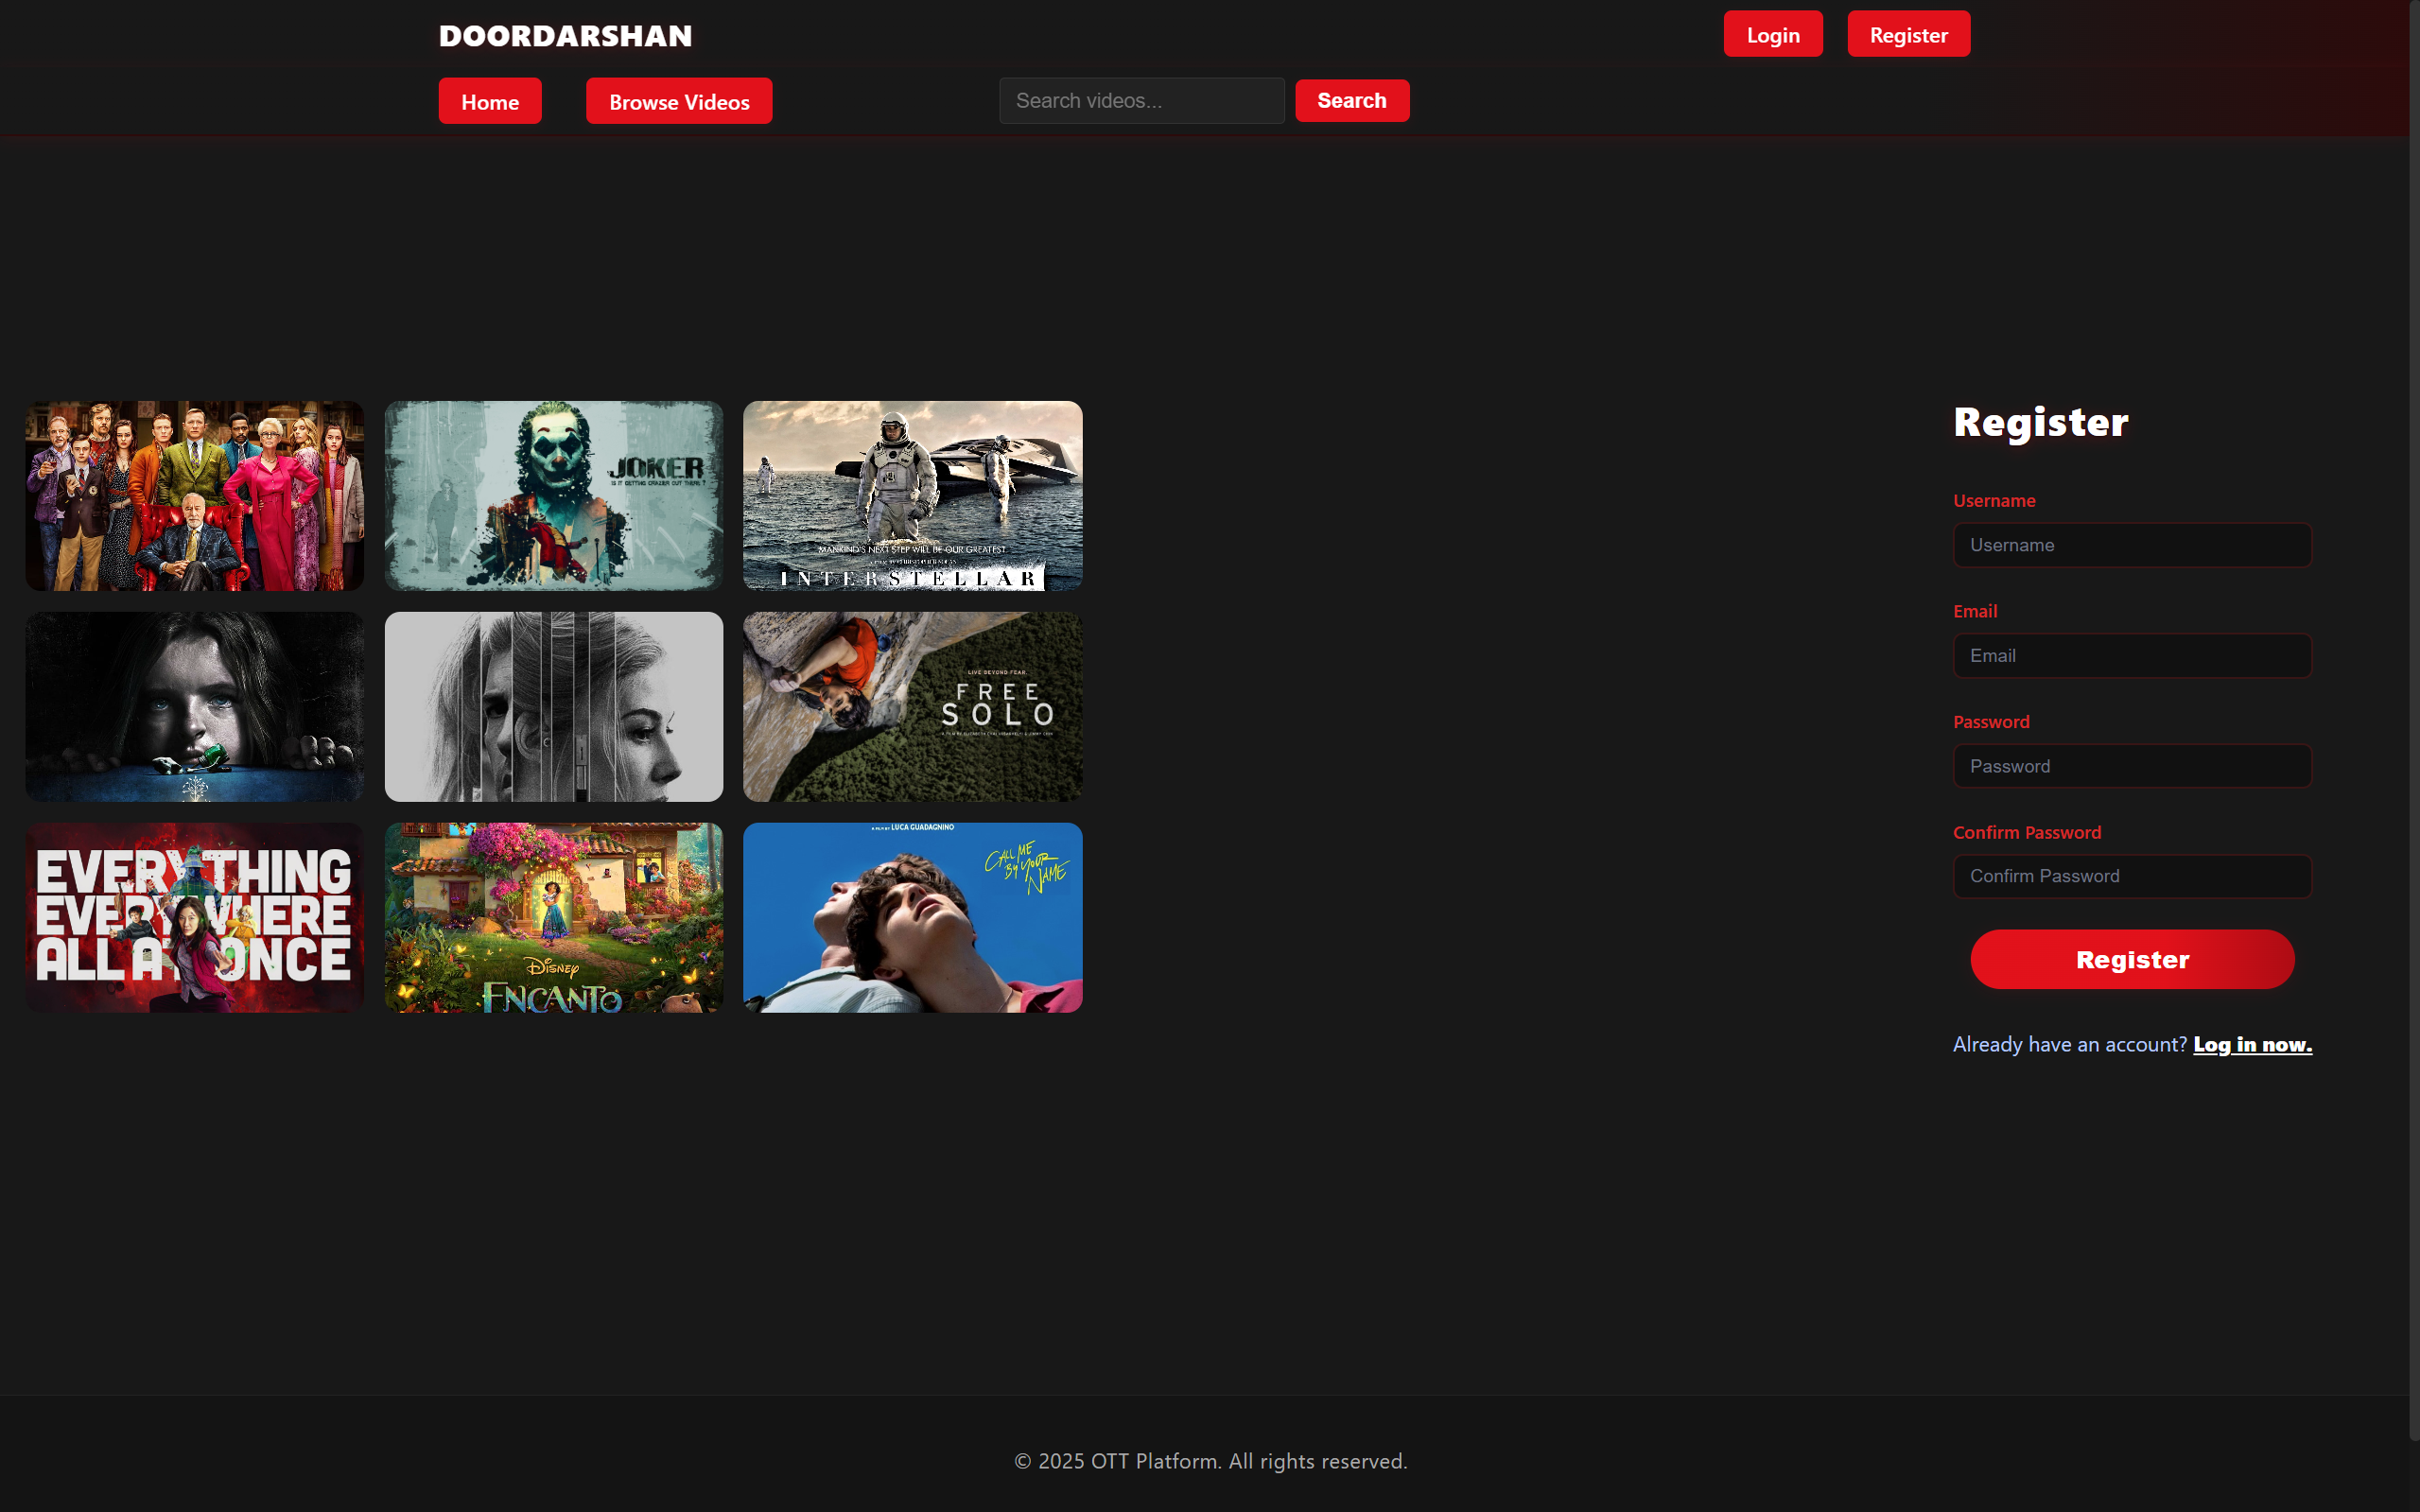 DOORDARSHAN
Login
Register
Home
Browse Videos
Search videos...
Search
JOKER
IS IT GETTING CRAZIER OUT THERE ?
MANKIND'S NEXT STEP WILL BE OUR GREATEST
INTERSTELLAR
LIVE BEYOND FEAR.
FREE
SOLO
EVERYTHING
EVERYWHERE
ALL AT ONCE
DISNEY
ENCANTO
A FILM BY LUCA GUADAGNINO
CALL ME
BY YOUR
NAME
Register
Username
Username
Email
Email
Password
Password
Confirm Password
Confirm Password
Register
Already have an account? Log in now.
© 2025 OTT Platform. All rights reserved.